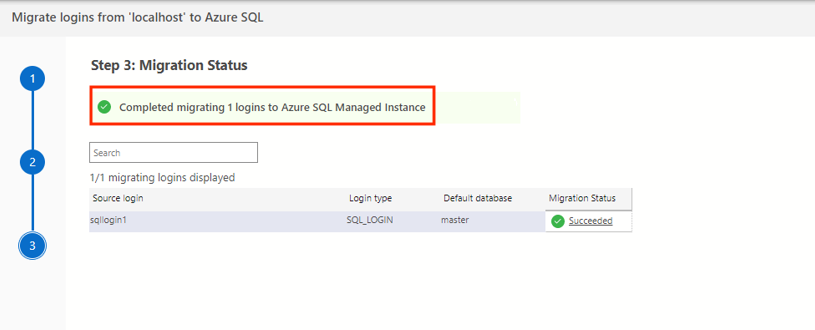 Migrate logins from 'localhost' to Azure SQL
1
2
3
Step 3: Migration Status
Completed migrating 1 logins to Azure SQL Managed Instance
Search
1/1 migrating logins displayed
Source login Login type Default database Migration Status
sqllogin1 SQL_LOGIN master Succeeded